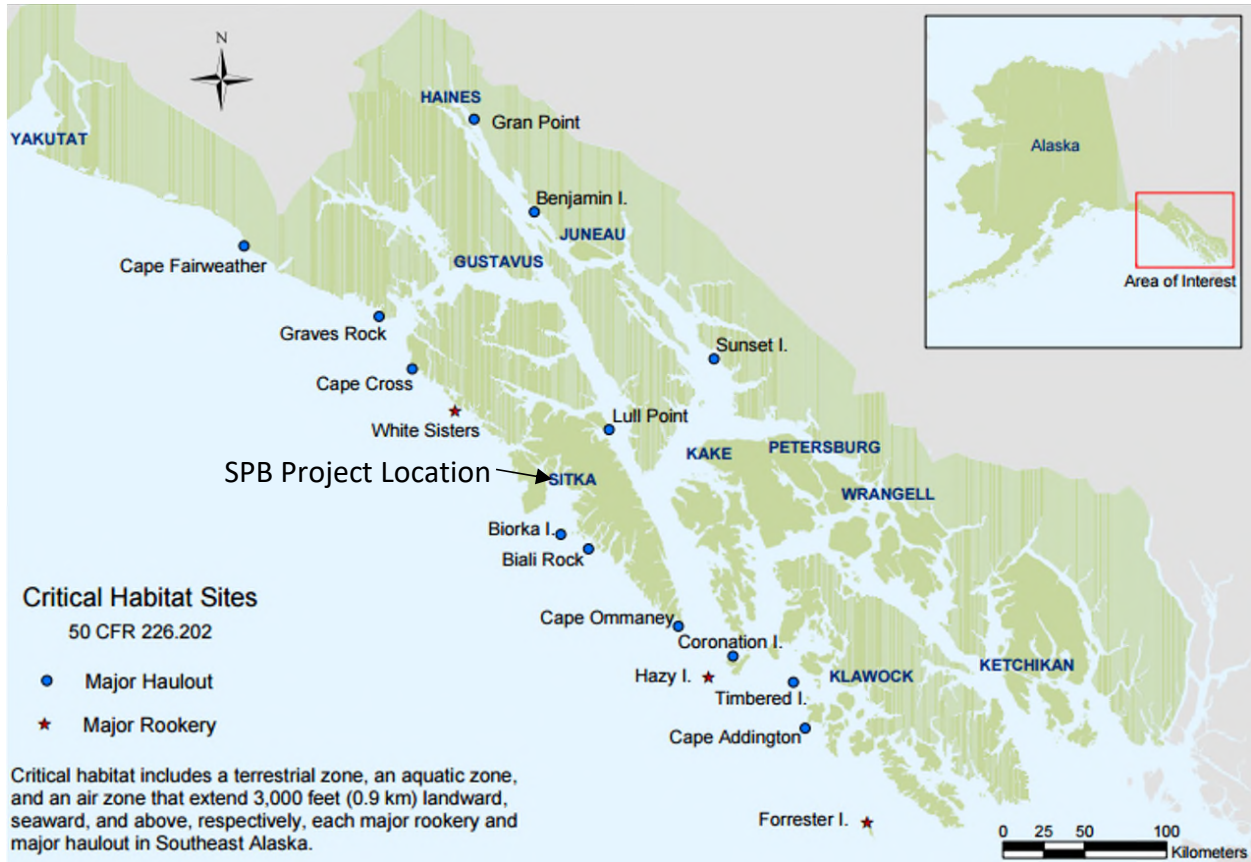 N
HAINES
Gran Point
YAKUTAT
Alaska
Benjamin I.
JUNEAU
GUSTAVUS
Cape Fairweather
Area of Interest
Graves Rock
Sunset I.
Cape Cross
White Sisters
Lull Point
KAKE
PETERSBURG
SPB Project Location
SITKA
WRANGELL
Biorka I.
Biali Rock
Critical Habitat Sites
50 CFR 226.202
Cape Ommaney
Coronation I.
Hazy I.
KLAWOCK
KETCHIKAN
Major Haulout
Timbered I.
Major Rookery
Cape Addington
Critical habitat includes a terrestrial zone, an aquatic zone,
and an air zone that extend 3,000 feet (0.9 km) landward,
seaward, and above, respectively, each major rookery and
major haulout in Southeast Alaska.
Forrester I.
0 25 50 100
Kilometers